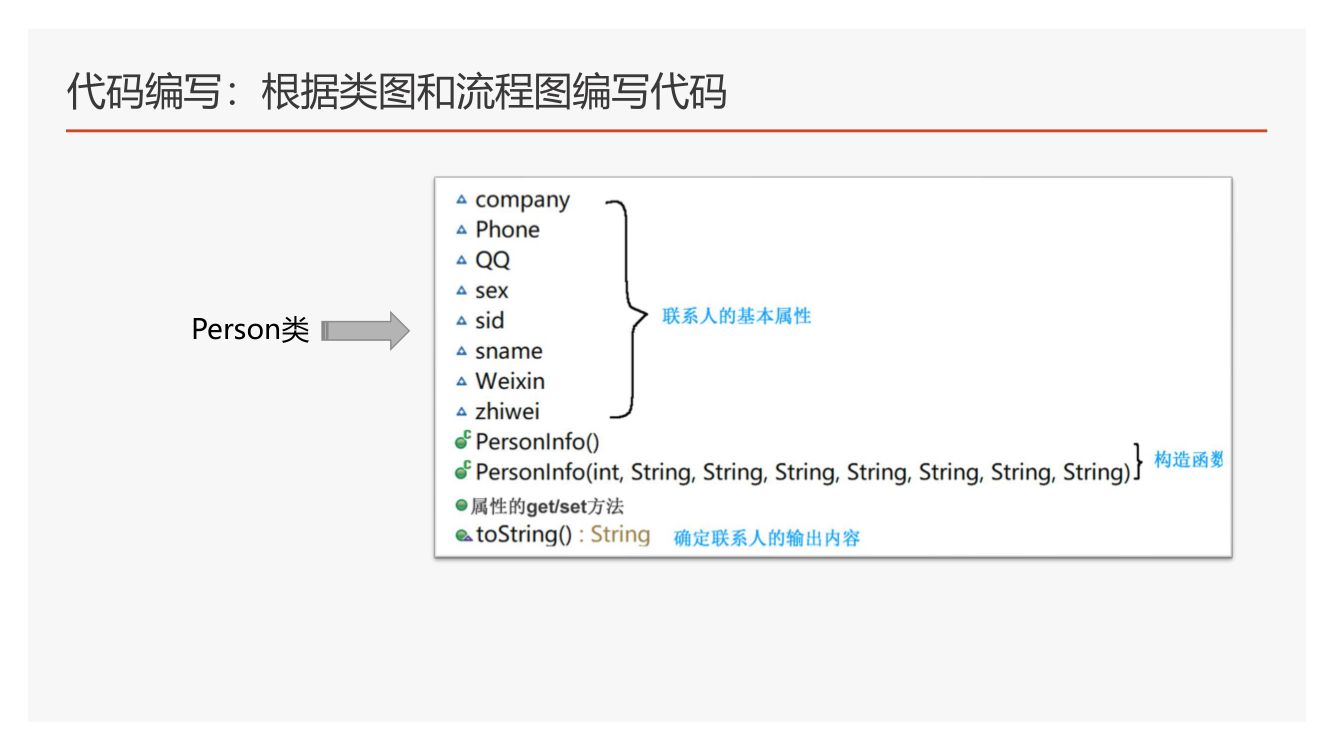 代码编写：根据类图和流程图编写代码
Person类
company
Phone
QQ
sex
sid
sname
Weixin
zhiwei
联系人的基本属性
PersonInfo()
PersonInfo(int, String, String, String, String, String, String, String)
构造函数
属性的get/set方法
toString() : String
确定联系人的输出内容